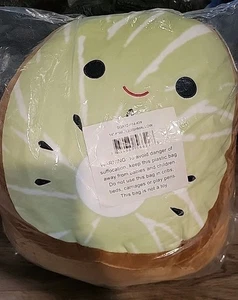 WARNING: To avoid danger of
suffocation, keep this plastic bag
away from babies and children
Do not use this bag in cribs
beds, carriages or play pens
This bag is not a toy